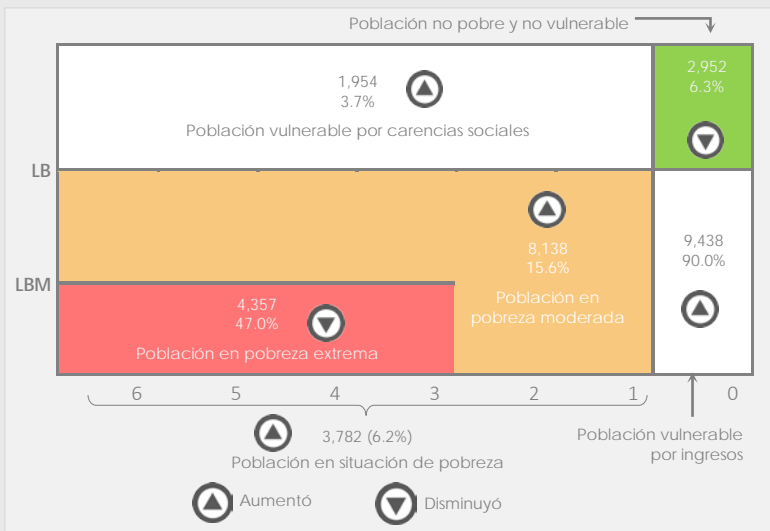 Población no pobre y no vulnerable
1,954
3.7%
Población vulnerable por carencias sociales
2,952
6.3%
LB
8,138
15.6%
Población en
pobreza moderada
9,438
90.0%
LBM
4,357
47.0%
Población en pobreza extrema
6 5 4 3 2 1 0
3,782 (6.2%)
Población en situación de pobreza
Población vulnerable
por ingresos
Aumentó
Disminuyó